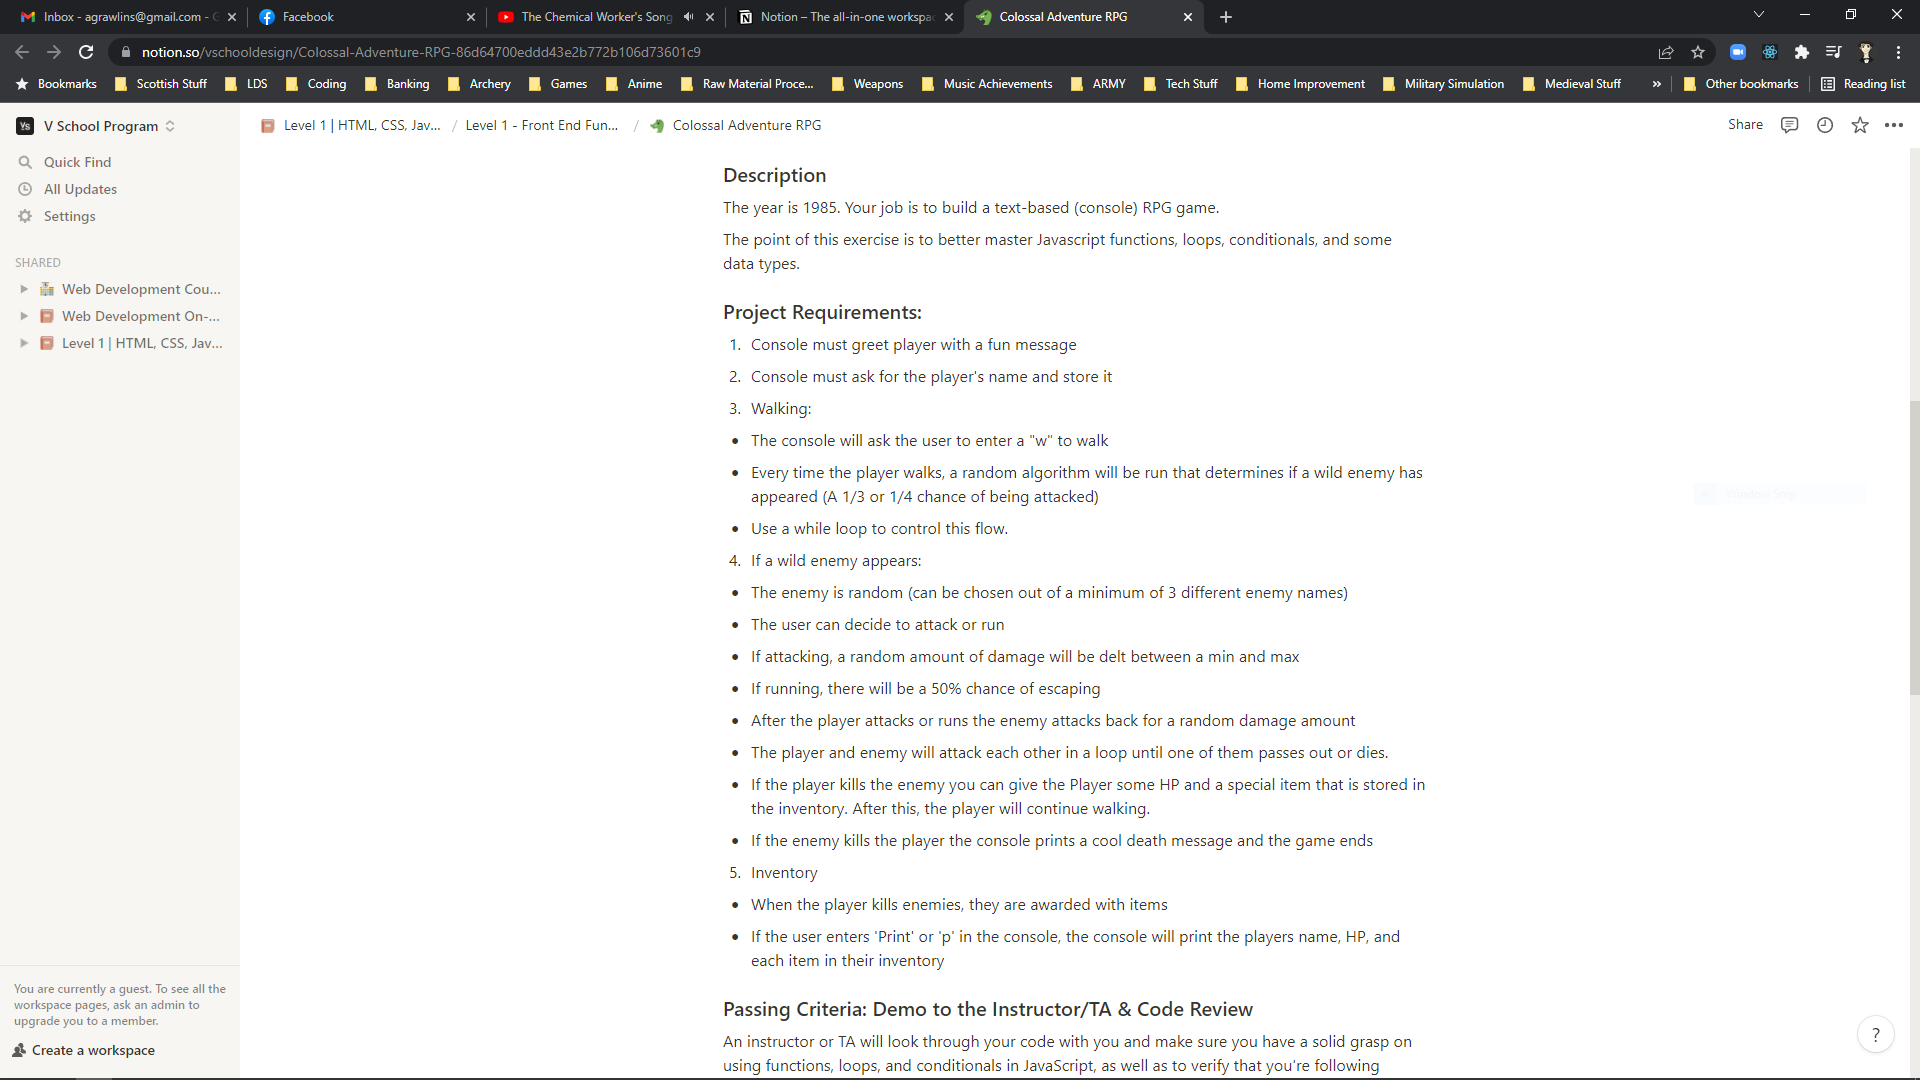 Inbox - agrawlins@gmail.com - G
Facebook
The Chemical Worker's Song
Notion – The all-in-one workspac
Colossal Adventure RPG
notion.so/vschooldesign/Colossal-Adventure-RPG-86d64700eddd43e2b772b106d73601c9
Bookmarks
Scottish Stuff
LDS
Coding
Banking
Archery
Games
Anime
Raw Material Proce...
Weapons
Music Achievements
ARMY
Tech Stuff
Home Improvement
Military Simulation
Medieval Stuff
»
Other bookmarks
Reading list
V School Program
Level 1 | HTML, CSS, Jav... / Level 1 - Front End Fun... / Colossal Adventure RPG
Share
Quick Find
All Updates
Settings
SHARED
Web Development Cou...
Web Development On-...
Level 1 | HTML, CSS, Jav...
You are currently a guest. To see all the
workspace pages, ask an admin to
upgrade you to a member.
Create a workspace
Description
The year is 1985. Your job is to build a text-based (console) RPG game.
The point of this exercise is to better master Javascript functions, loops, conditionals, and some
data types.
Project Requirements:
1. Console must greet player with a fun message
2. Console must ask for the player's name and store it
3. Walking:
• The console will ask the user to enter a "w" to walk
• Every time the player walks, a random algorithm will be run that determines if a wild enemy has
appeared (A 1/3 or 1/4 chance of being attacked)
• Use a while loop to control this flow.
4. If a wild enemy appears:
• The enemy is random (can be chosen out of a minimum of 3 different enemy names)
• The user can decide to attack or run
• If attacking, a random amount of damage will be delt between a min and max
• If running, there will be a 50% chance of escaping
• After the player attacks or runs the enemy attacks back for a random damage amount
• The player and enemy will attack each other in a loop until one of them passes out or dies.
• If the player kills the enemy you can give the Player some HP and a special item that is stored in
the inventory. After this, the player will continue walking.
• If the enemy kills the player the console prints a cool death message and the game ends
5. Inventory
• When the player kills enemies, they are awarded with items
• If the user enters 'Print' or 'p' in the console, the console will print the players name, HP, and
each item in their inventory
Passing Criteria: Demo to the Instructor/TA & Code Review
An instructor or TA will look through your code with you and make sure you have a solid grasp on
using functions, loops, and conditionals in JavaScript, as well as to verify that you're following
?